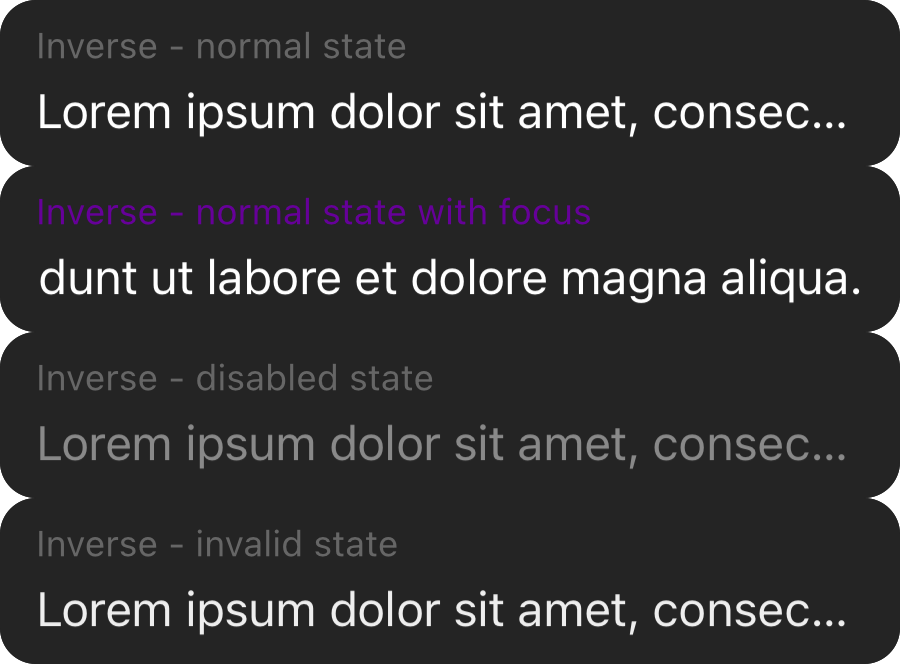 Inverse - normal state
Lorem ipsum dolor sit amet, consec...
Inverse - normal state with focus
dunt ut labore et dolore magna aliqua.
Inverse - disabled state
Lorem ipsum dolor sit amet, consec...
Inverse - invalid state
Lorem ipsum dolor sit amet, consec...